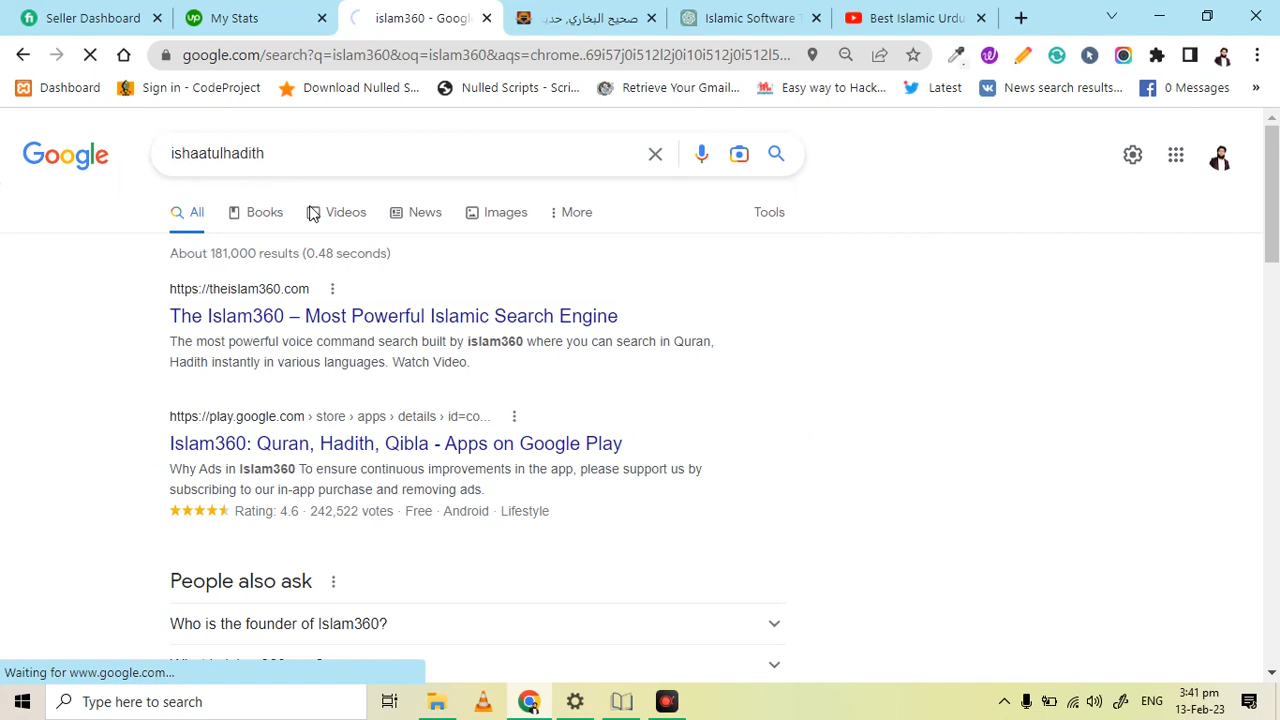 Seller Dashboard
My Stats
islam360 - Googl
صحيح البخاري, حدي
Islamic Software T
Best Islamic Urdu
google.com/search?q=islam360&oq=islam360&aqs=chrome..69i57j0i512l2j0i10i512j0i512l5...
Dashboard
Sign in - CodeProject
Download Nulled S...
Nulled Scripts - Scri...
Retrieve Your Gmail...
Easy way to Hack...
Latest
News search results...
0 Messages
»
Google
ishaatulhadith
All
Books
Videos
News
Images
More
Tools
About 181,000 results (0.48 seconds)
https://theislam360.com
The Islam360 – Most Powerful Islamic Search Engine
The most powerful voice command search built by islam360 where you can search in Quran,
Hadith instantly in various languages. Watch Video.
https://play.google.com › store › apps › details › id=co...
Islam360: Quran, Hadith, Qibla - Apps on Google Play
Why Ads in Islam360 To ensure continuous improvements in the app, please support us by
subscribing to our in-app purchase and removing ads.
Rating: 4.6 · 242,522 votes · Free · Android · Lifestyle
People also ask
Who is the founder of Islam360?
Waiting for www.google.com...
Type here to search
ENG
3:41 pm
13-Feb-23